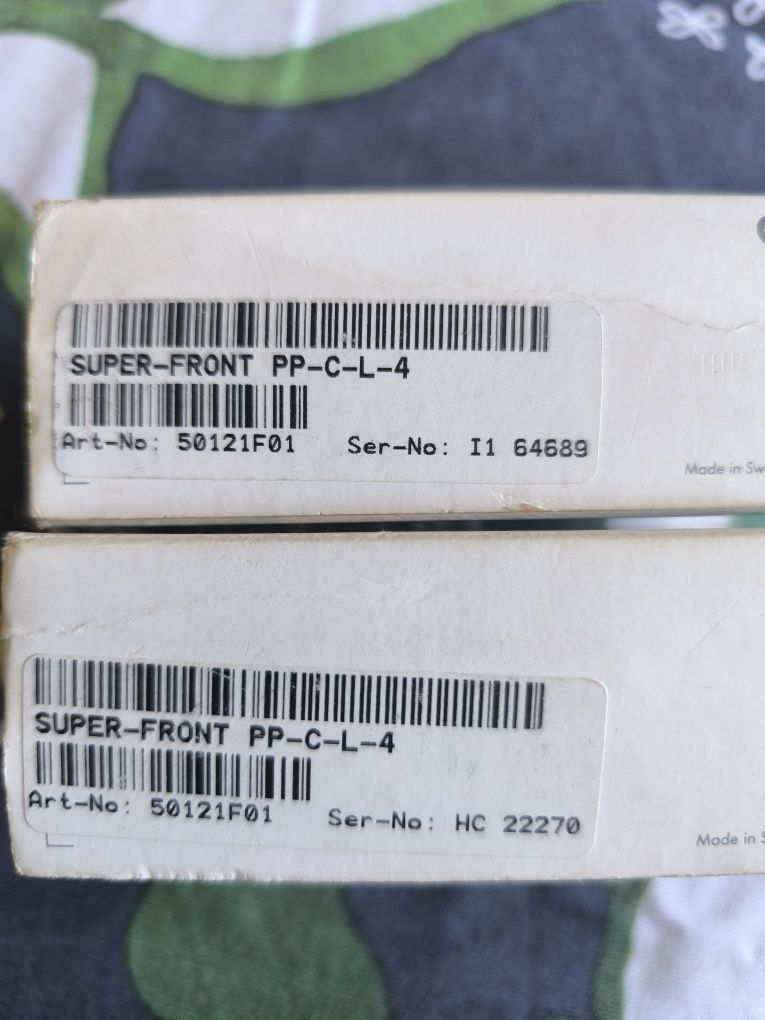 SUPER-FRONT PP-C-L-4
Art-No: 50121F01 Ser-No: I1 64689
Made in Sw
SUPER-FRONT PP-C-L-4
Art-No: 50121F01 Ser-No: HC 22270
Made in S